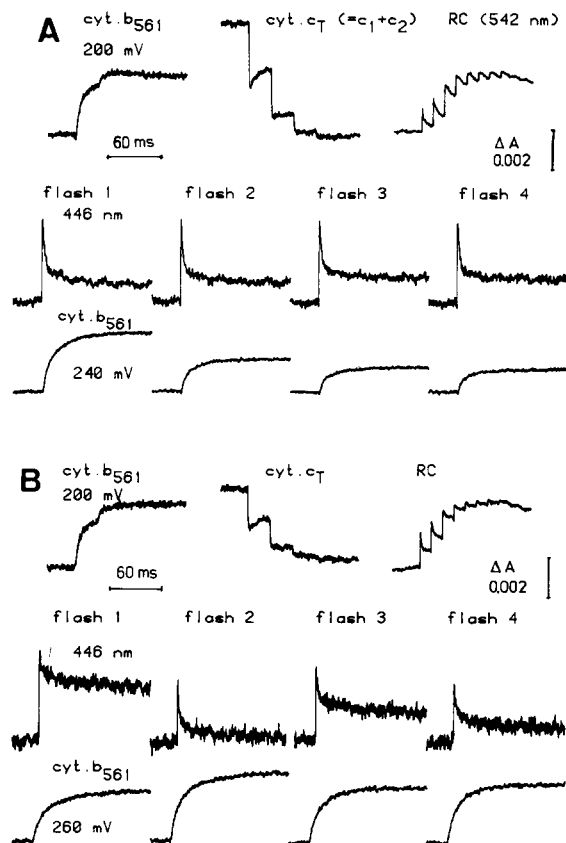 A
cyt.b561
200 mV
cyt.cT (=c1+c2)
RC (542 nm)
60 ms
Δ A
0.002
flash 1
flash 2
flash 3
flash 4
446 nm
cyt.b561
240 mV
B
cyt.b561
200 mV
cyt.cT
RC
60 ms
Δ A
0.002
flash 1
flash 2
flash 3
flash 4
446 nm
cyt.b561
260 mV